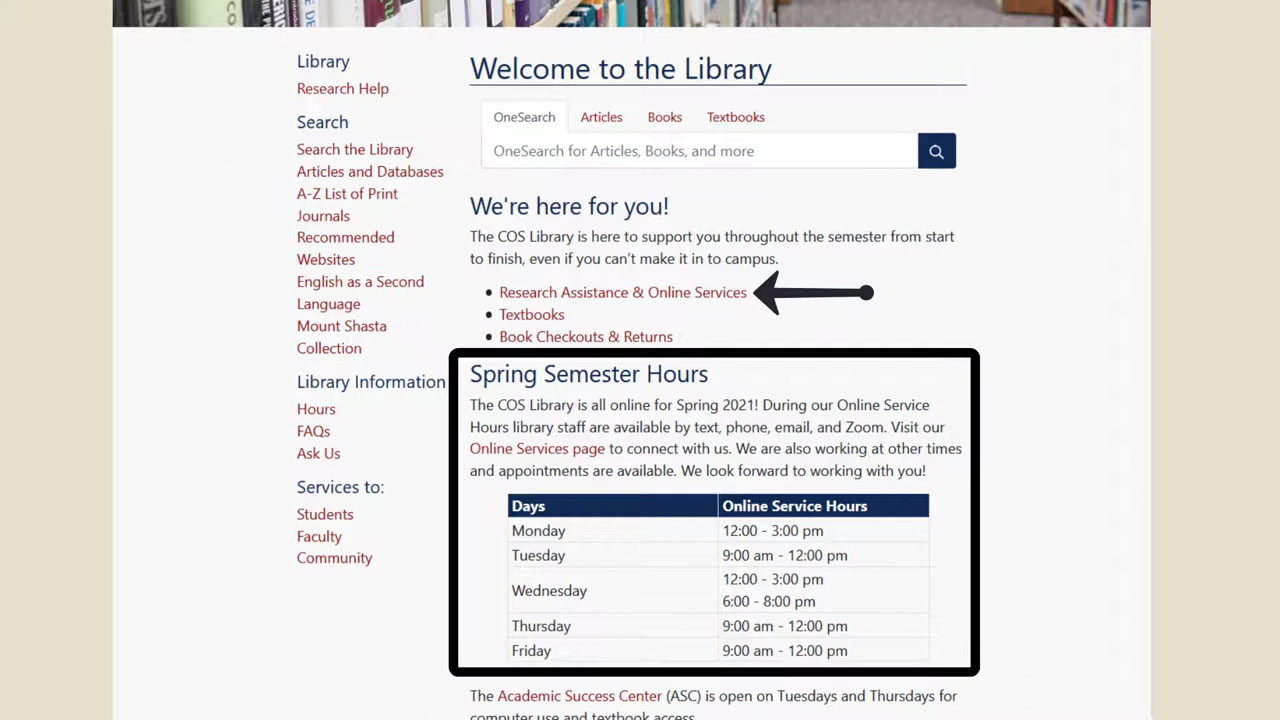 Library
Research Help
Search
Search the Library
Articles and Databases
A-Z List of Print
Journals
Recommended
Websites
English as a Second
Language
Mount Shasta
Collection
Library Information
Hours
FAQs
Ask Us
Services to:
Students
Faculty
Community
Welcome to the Library
OneSearch Articles Books Textbooks
OneSearch for Articles, Books, and more
We're here for you!
The COS Library is here to support you throughout the semester from start
to finish, even if you can't make it in to campus.
• Research Assistance & Online Services
• Textbooks
• Book Checkouts & Returns
Spring Semester Hours
The COS Library is all online for Spring 2021! During our Online Service
Hours library staff are available by text, phone, email, and Zoom. Visit our
Online Services page to connect with us. We are also working at other times
and appointments are available. We look forward to working with you!
Days Online Service Hours
Monday 12:00 - 3:00 pm
Tuesday 9:00 am - 12:00 pm
Wednesday 12:00 - 3:00 pm
6:00 - 8:00 pm
Thursday 9:00 am - 12:00 pm
Friday 9:00 am - 12:00 pm
The Academic Success Center (ASC) is open on Tuesdays and Thursdays for
computer use and textbook access.